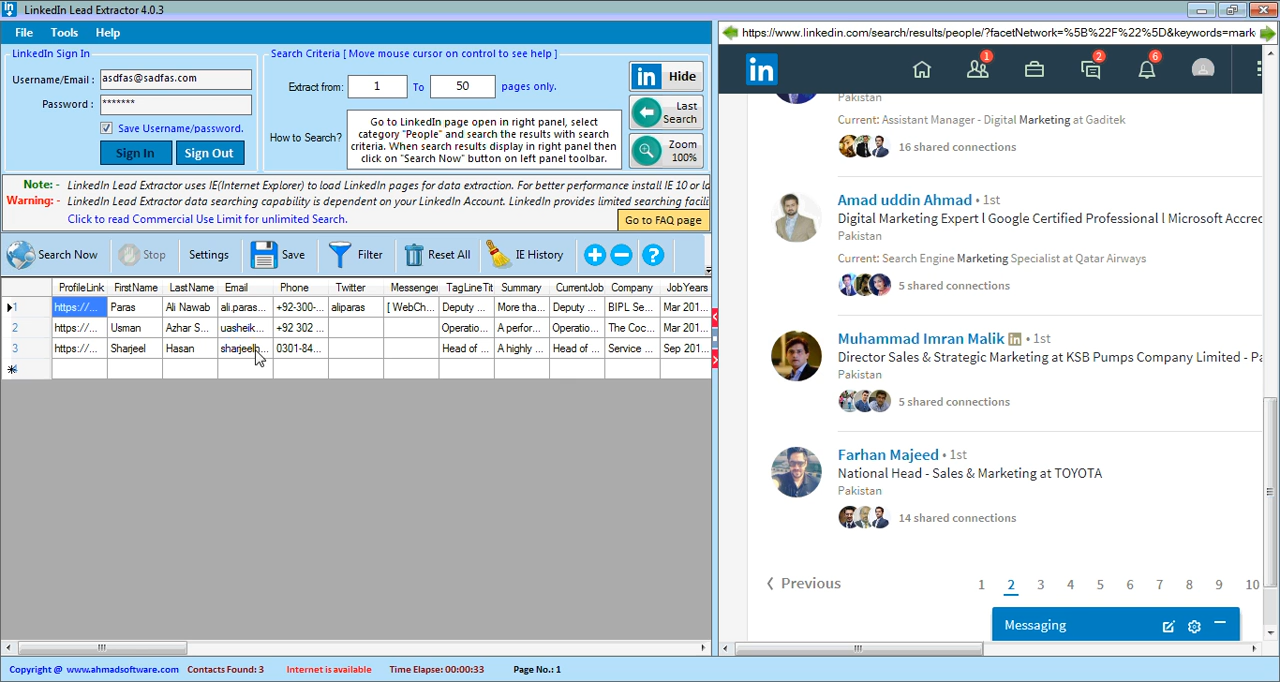 LinkedIn Lead Extractor 4.0.3
File Tools Help
LinkedIn Sign In
Username/Email : asdfas@sadfas.com
Password : *******
Save Username/password.
Sign In Sign Out
Search Criteria [ Move mouse cursor on control to see help ]
Extract from: 1 To 50 pages only.
How to Search?
Go to LinkedIn page open in right panel, select
category "People" and search the results with search
criteria. When search results display in right panel then
click on "Search Now" button on left panel toolbar.
in Hide
Last
Search
Zoom
100%
Note: - LinkedIn Lead Extractor uses IE(Internet Explorer) to load LinkedIn pages for data extraction. For better performance install IE 10 or la
Warning: - LinkedIn Lead Extractor data searching capability is dependent on your LinkedIn Account. LinkedIn provides limited searching facili
Click to read Commercial Use Limit for unlimited Search.
Go to FAQ page
Search Now Stop Settings Save Filter Reset All IE History
ProfileLink FirstName LastName Email Phone Twitter Messenger TagLineTit Summary CurrentJob Company JobYears
1 https://... Paras Ali Nawab ali.paras... +92-300-... aliparas [ WebCh... Deputy ... More tha... Deputy ... BIPL Se... Mar 201...
2 https://... Usman Azhar S... uasheik... +92 302 ... Operatio... A perfor... Operatio... The Coc... Mar 201...
3 https://... Sharjeel Hasan sharjeelh... 0301-84... Head of ... A highly ... Head of ... Service ... Sep 201...
Copyright @ www.ahmadsoftware.com Contacts Found: 3 Internet is available Time Elapse: 00:00:33 Page No.: 1
https://www.linkedin.com/search/results/people/?facetNetwork=%5B%22F%22%5D&keywords=mark
in 1 2 6
Pakistan
Current: Assistant Manager - Digital Marketing at Gaditek
16 shared connections
Amad uddin Ahmad • 1st
Digital Marketing Expert l Google Certified Professional l Microsoft Accred
Pakistan
Current: Search Engine Marketing Specialist at Qatar Airways
5 shared connections
Muhammad Imran Malik in • 1st
Director Sales & Strategic Marketing at KSB Pumps Company Limited - Pa
Pakistan
5 shared connections
Farhan Majeed • 1st
National Head - Sales & Marketing at TOYOTA
Pakistan
14 shared connections
Previous 1 2 3 4 5 6 7 8 9 10
Messaging